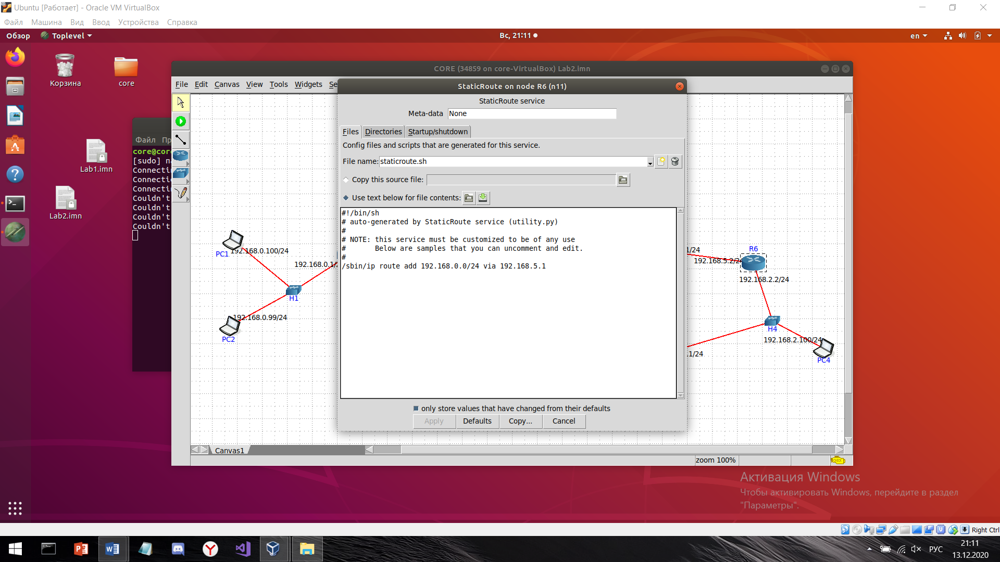 Ubuntu [Работает] - Oracle VM VirtualBox
Файл Машина Вид Ввод Устройства Справка
Обзор Toplevel Вс, 21:11 en
Корзина
core
Lab1.imn
Lab2.imn
Файл
core@cor
[sudo]
Connectin
Connectio
Connectin
Couldn't
Couldn't
Couldn't
Couldn't
CORE (34859 on core-VirtualBox) Lab2.imn
File Edit Canvas View Tools Widgets Se
StaticRoute on node R6 (n11)
StaticRoute service
Meta-data None
Files Directories Startup/shutdown
Config files and scripts that are generated for this service.
File name: staticroute.sh
Copy this source file:
Use text below for file contents:
#!/bin/sh
# auto-generated by StaticRoute service (utility.py)
#
# NOTE: this service must be customized to be of any use
#       Below are samples that you can uncomment and edit.
#
/sbin/ip route add 192.168.0.0/24 via 192.168.5.1
only store values that have changed from their defaults
Apply Defaults Copy... Cancel
PC1 192.168.0.100/24
192.168.0.1/2
H1
192.168.0.99/24
PC2
1/24
R6
192.168.5.2/24
192.168.2.2/24
H4
192.168.2.100/24
PC4
.1/24
Canvas1
zoom 100%
CHECK
Активация Windows
Чтобы активировать Windows, перейдите в раздел
"Параметры".
Right Ctrl
РУС
21:11
13.12.2020